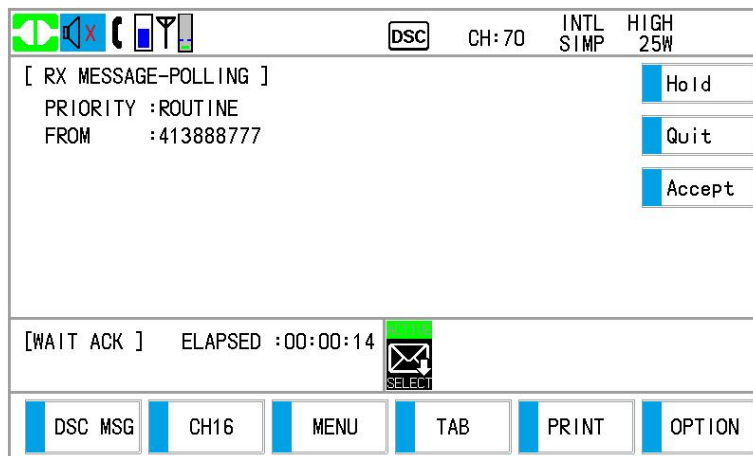 DSC CH:70 INTL SIMP HIGH 25W
[ RX MESSAGE-POLLING ]
PRIORITY :ROUTINE
FROM :413888777
Hold
Quit
Accept
[WAIT ACK ] ELAPSED :00:00:14
SELECT
DSC MSG CH16 MENU TAB PRINT OPTION